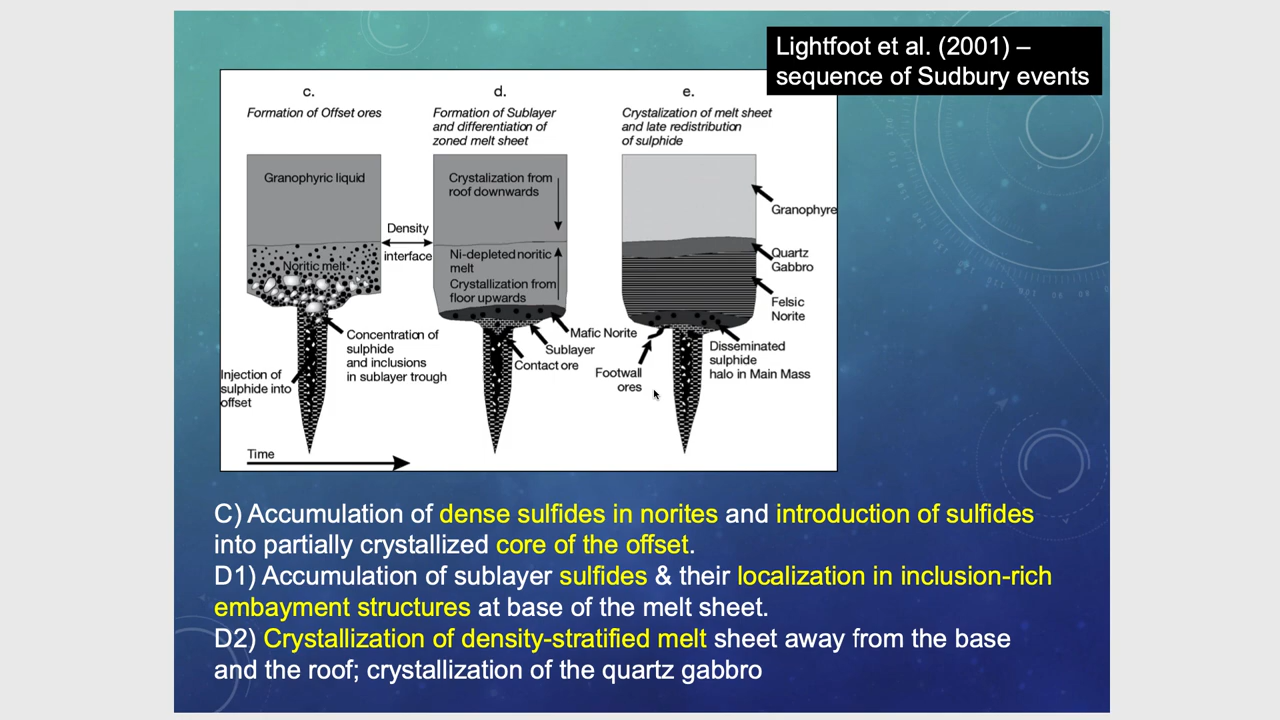 Lightfoot et al. (2001) –
sequence of Sudbury events
c.
Formation of Offset ores
d.
Formation of Sublayer
and differentiation of
zoned melt sheet
e.
Crystalization of melt sheet
and late redistribution
of sulphide
Granophyric liquid
Noritic melt
Density
interface
Concentration of
sulphide
and inclusions
in sublayer trough
Injection of
sulphide into
offset
Crystalization from
roof downwards
Ni-depleted noritic
melt
Crystallization from
floor upwards
Mafic Norite
Sublayer
Contact ore
Granophyre
Quartz
Gabbro
Felsic
Norite
Disseminated
sulphide
halo in Main Mass
Footwall
ores
Time
C) Accumulation of dense sulfides in norites and introduction of sulfides
into partially crystallized core of the offset.
D1) Accumulation of sublayer sulfides & their localization in inclusion-rich
embayment structures at base of the melt sheet.
D2) Crystallization of density-stratified melt sheet away from the base
and the roof; crystallization of the quartz gabbro